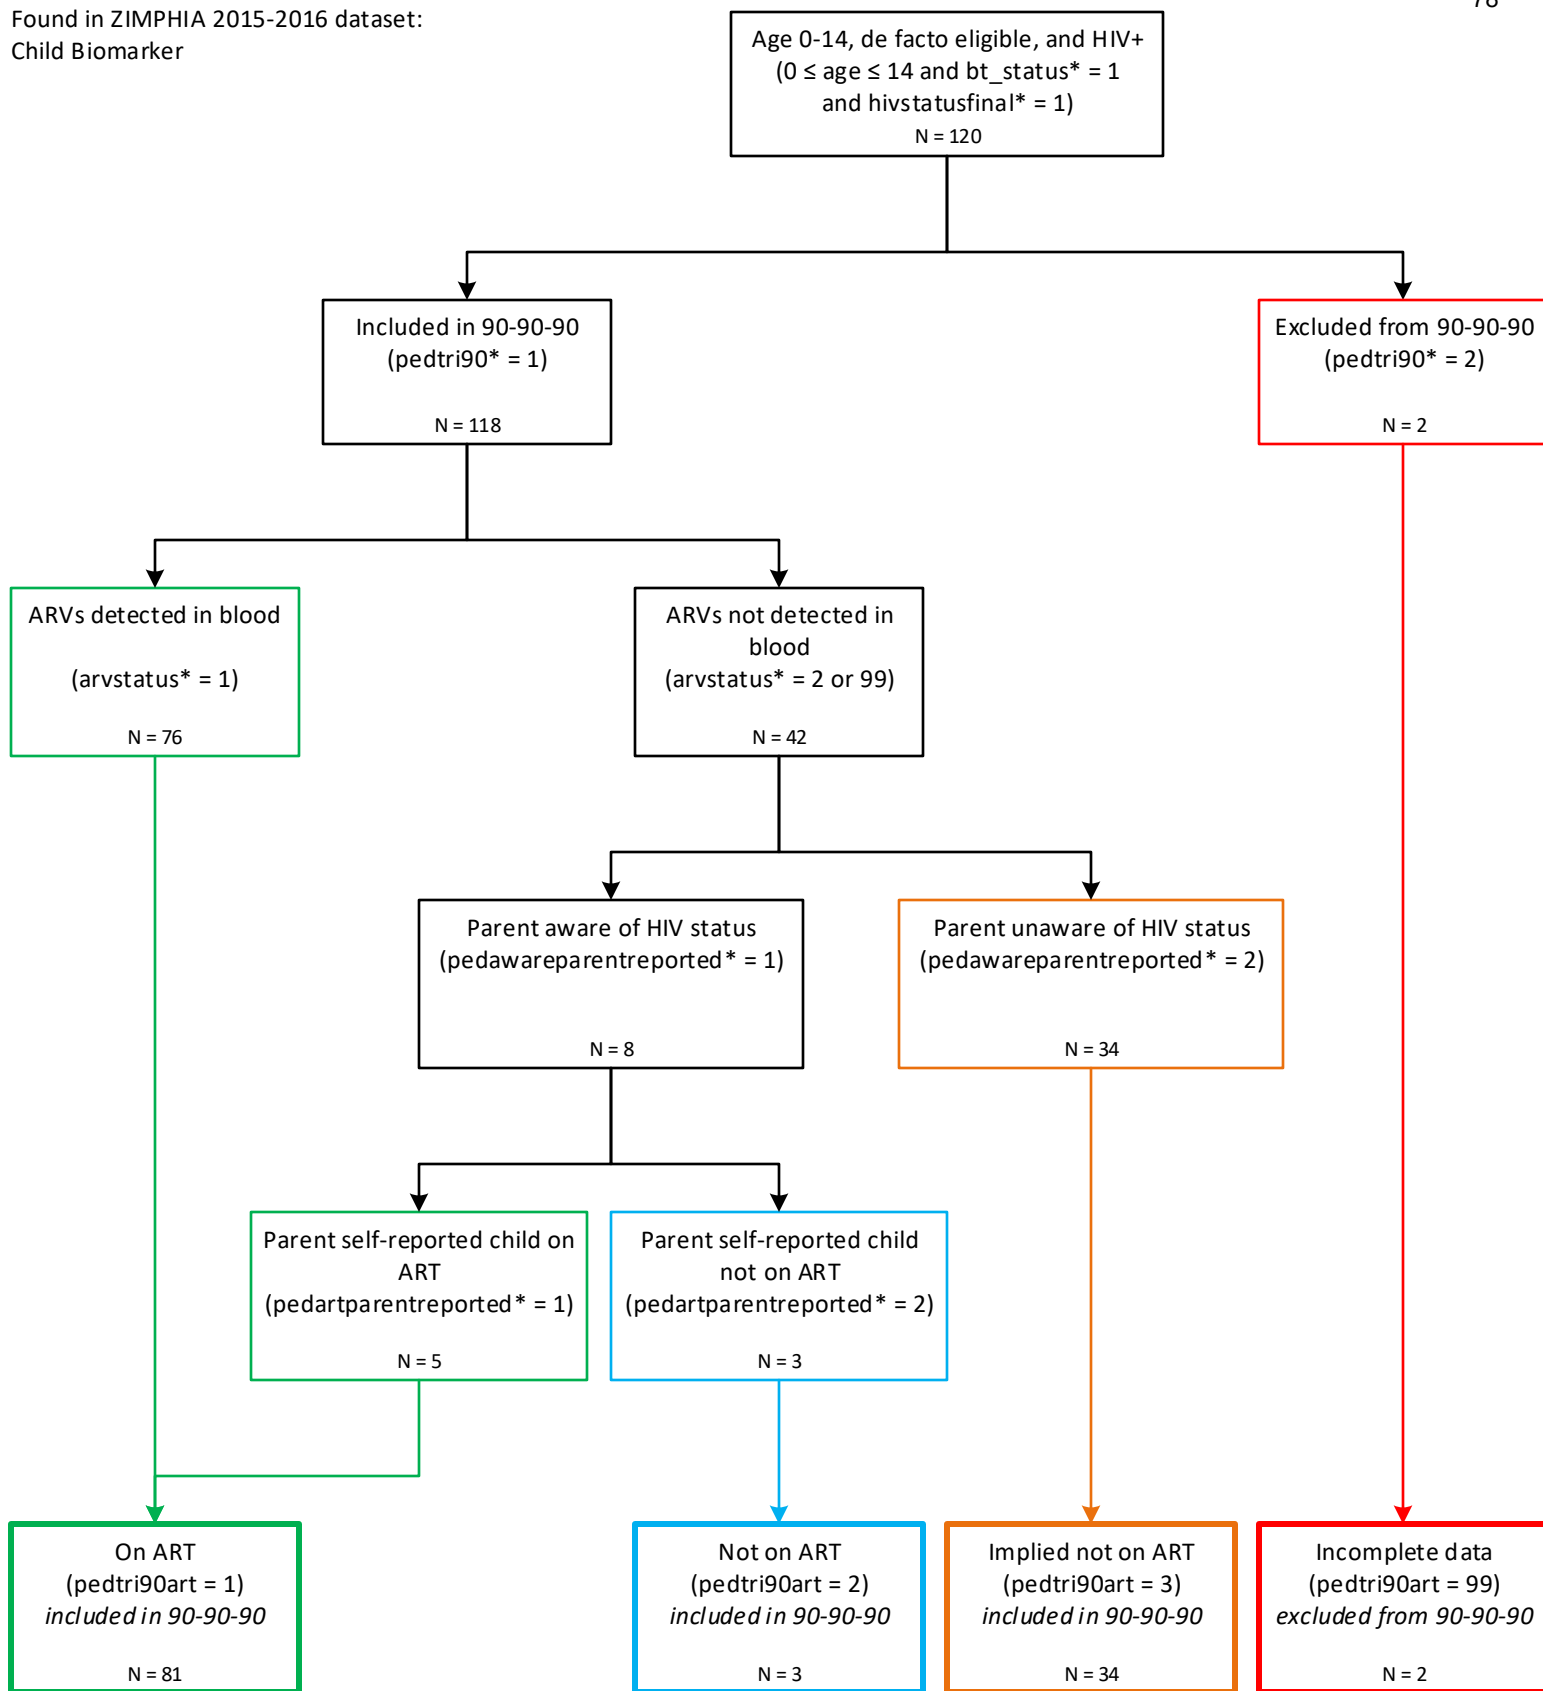 78
Found in ZIMPHIA 2015-2016 dataset:
Child Biomarker
Age 0-14, de facto eligible, and HIV+
(0 ≤ age ≤ 14 and bt_status* = 1
and hivstatusfinal* = 1)
N = 120
Included in 90-90-90
(pedtri90* = 1)
N = 118
Excluded from 90-90-90
(pedtri90* = 2)
N = 2
ARVs detected in blood
(arvstatus* = 1)
N = 76
ARVs not detected in
blood
(arvstatus* = 2 or 99)
N = 42
Parent aware of HIV status
(pedawareparentreported* = 1)
N = 8
Parent unaware of HIV status
(pedawareparentreported* = 2)
N = 34
Parent self-reported child on
ART
(pedartparentreported* = 1)
N = 5
Parent self-reported child
not on ART
(pedartparentreported* = 2)
N = 3
On ART
(pedtri90art = 1)
included in 90-90-90
N = 81
Not on ART
(pedtri90art = 2)
included in 90-90-90
N = 3
Implied not on ART
(pedtri90art = 3)
included in 90-90-90
N = 34
Incomplete data
(pedtri90art = 99)
excluded from 90-90-90
N = 2